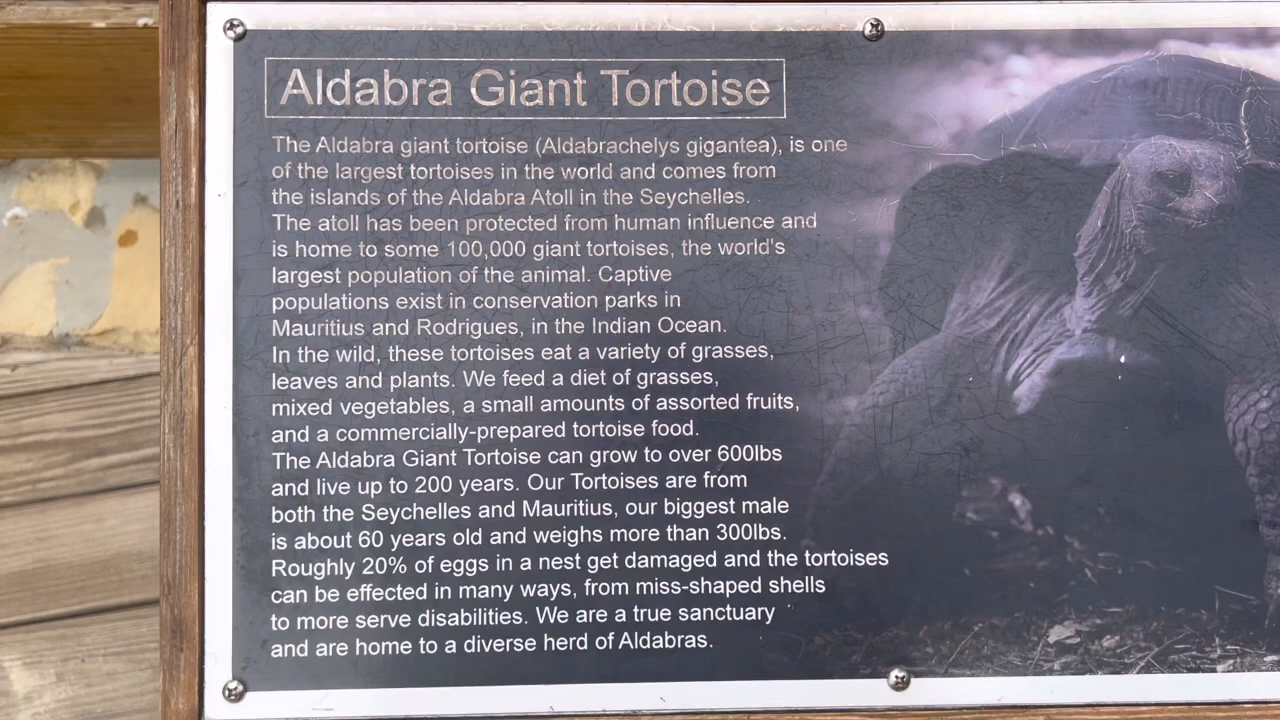 Aldabra Giant Tortoise
The Aldabra giant tortoise (Aldabrachelys gigantea), is one
of the largest tortoises in the world and comes from
the islands of the Aldabra Atoll in the Seychelles.
The atoll has been protected from human influence and
is home to some 100,000 giant tortoises, the world's
largest population of the animal. Captive
populations exist in conservation parks in
Mauritius and Rodrigues, in the Indian Ocean.
In the wild, these tortoises eat a variety of grasses,
leaves and plants. We feed a diet of grasses,
mixed vegetables, a small amounts of assorted fruits,
and a commercially-prepared tortoise food.
The Aldabra Giant Tortoise can grow to over 600lbs
and live up to 200 years. Our Tortoises are from
both the Seychelles and Mauritius, our biggest male
is about 60 years old and weighs more than 300lbs.
Roughly 20% of eggs in a nest get damaged and the tortoises
can be effected in many ways, from miss-shaped shells
to more serve disabilities. We are a true sanctuary
and are home to a diverse herd of Aldabras.